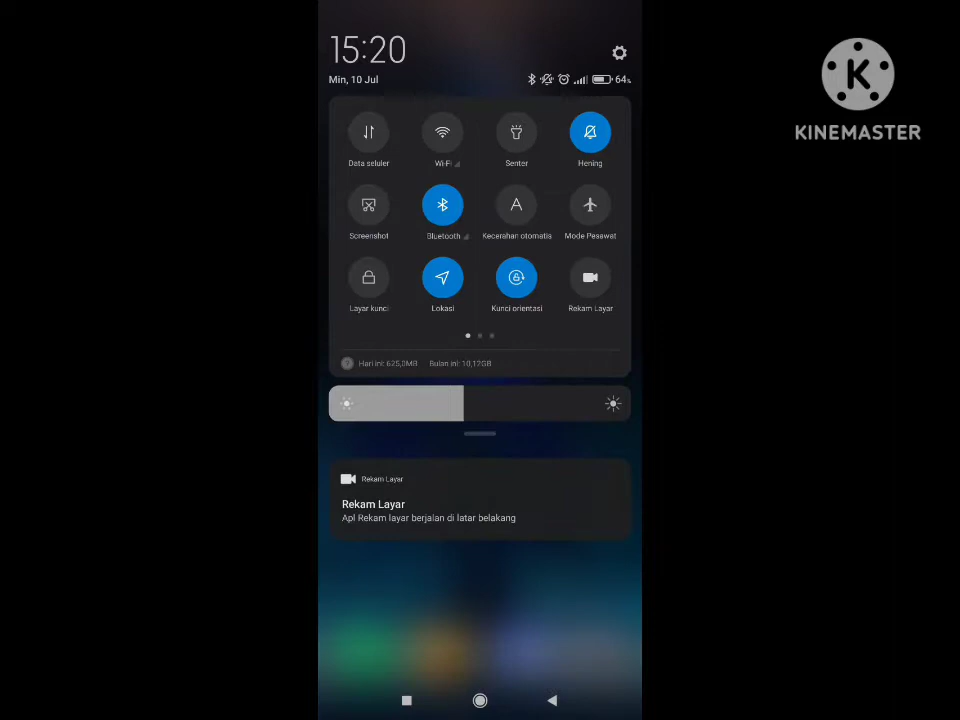 15:20
Min, 10 Jul
64%
K
KINEMASTER
Data seluler
Wi-Fi
Senter
Hening
Screenshot
Bluetooth
A
Kecerahan otomatis
Mode Pesawat
Layar kunci
Lokasi
Kunci orientasi
Rekam Layar
Hari ini: 625,0MB Bulan ini: 10,12GB
Rekam Layar
Rekam Layar
Apl Rekam layar berjalan di latar belakang